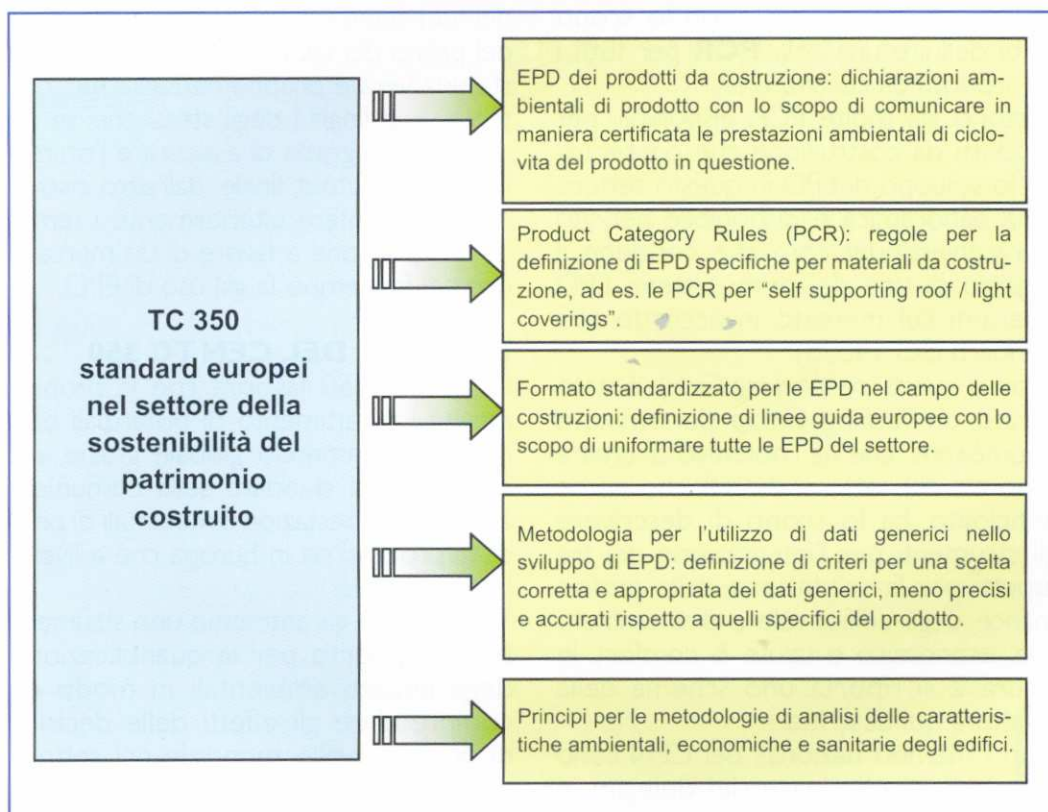 TC 350
standard europei
nel settore della
sostenibilità del
patrimonio
costruito
EPD dei prodotti da costruzione: dichiarazioni am-
bientali di prodotto con lo scopo di comunicare in
maniera certificata le prestazioni ambientali di ciclo-
vita del prodotto in questione.
Product Category Rules (PCR): regole per la
definizione di EPD specifiche per materiali da costru-
zione, ad es. le PCR per “self supporting roof / light
coverings”.
Formato standardizzato per le EPD nel campo delle
costruzioni: definizione di linee guida europee con lo
scopo di uniformare tutte le EPD del settore.
Metodologia per l'utilizzo di dati generici nello
sviluppo di EPD: definizione di criteri per una scelta
corretta e appropriata dei dati generici, meno precisi
e accurati rispetto a quelli specifici del prodotto.
Principi per le metodologie di analisi delle caratteris-
tiche ambientali, economiche e sanitarie degli edifici.